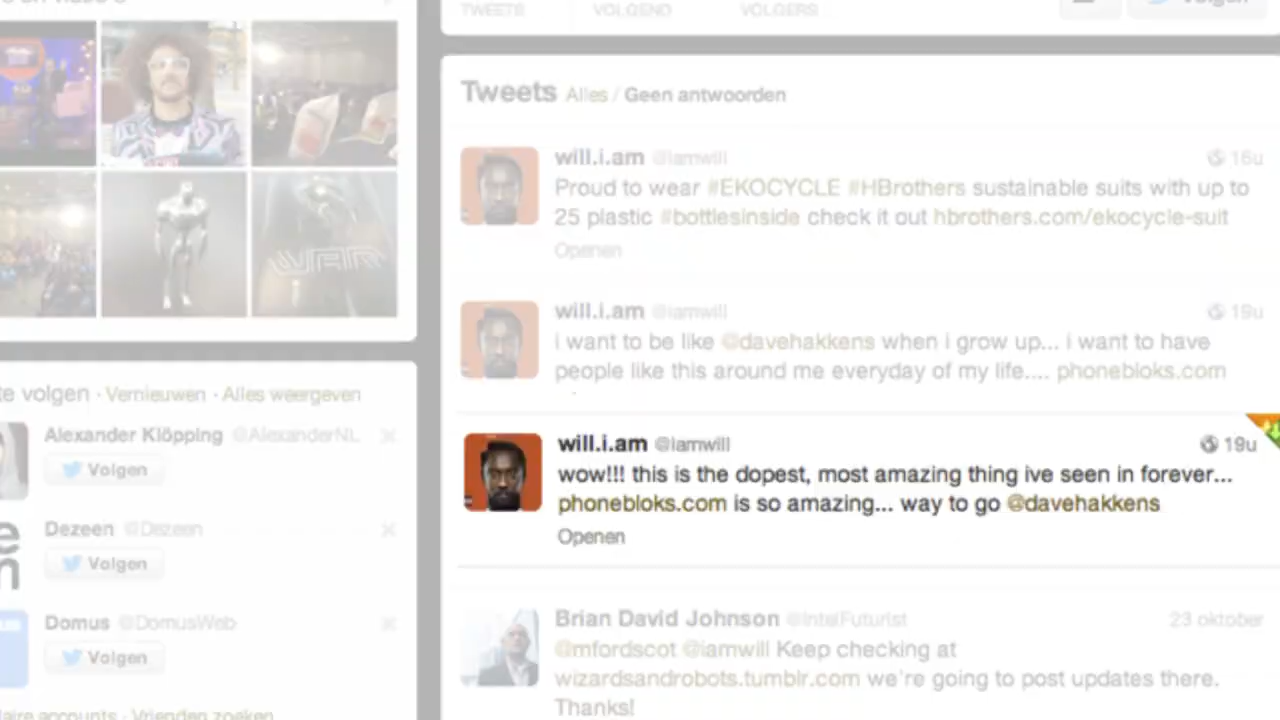 TWEETS VOLGEND VOLGERS
Volgen
Tweets Alles / Geen antwoorden
will.i.am @iamwill 16u
Proud to wear #EKOCYCLE #HBrothers sustainable suits with up to
25 plastic #bottlesinside check it out hbrothers.com/ekocycle-suit
Openen
will.i.am @iamwill 19u
i want to be like @davehakkens when i grow up... i want to have
people like this around me everyday of my life.... phonebloks.com
will.i.am @iamwill 19u
wow!!! this is the dopest, most amazing thing ive seen in forever...
phonebloks.com is so amazing... way to go @davehakkens
Openen
Brian David Johnson @IntelFuturist 23 oktober
@mfordscot @iamwill Keep checking at
wizardsandrobots.tumblr.com we're going to post updates there.
Thanks!
WAR
te volgen · Vernieuwen · Alles weergeven
Alexander Klöpping @AlexanderNL
Volgen
Dezeen @Dezeen
Volgen
Domus @DomusWeb
Volgen
laire accounts · Vrienden zoeken